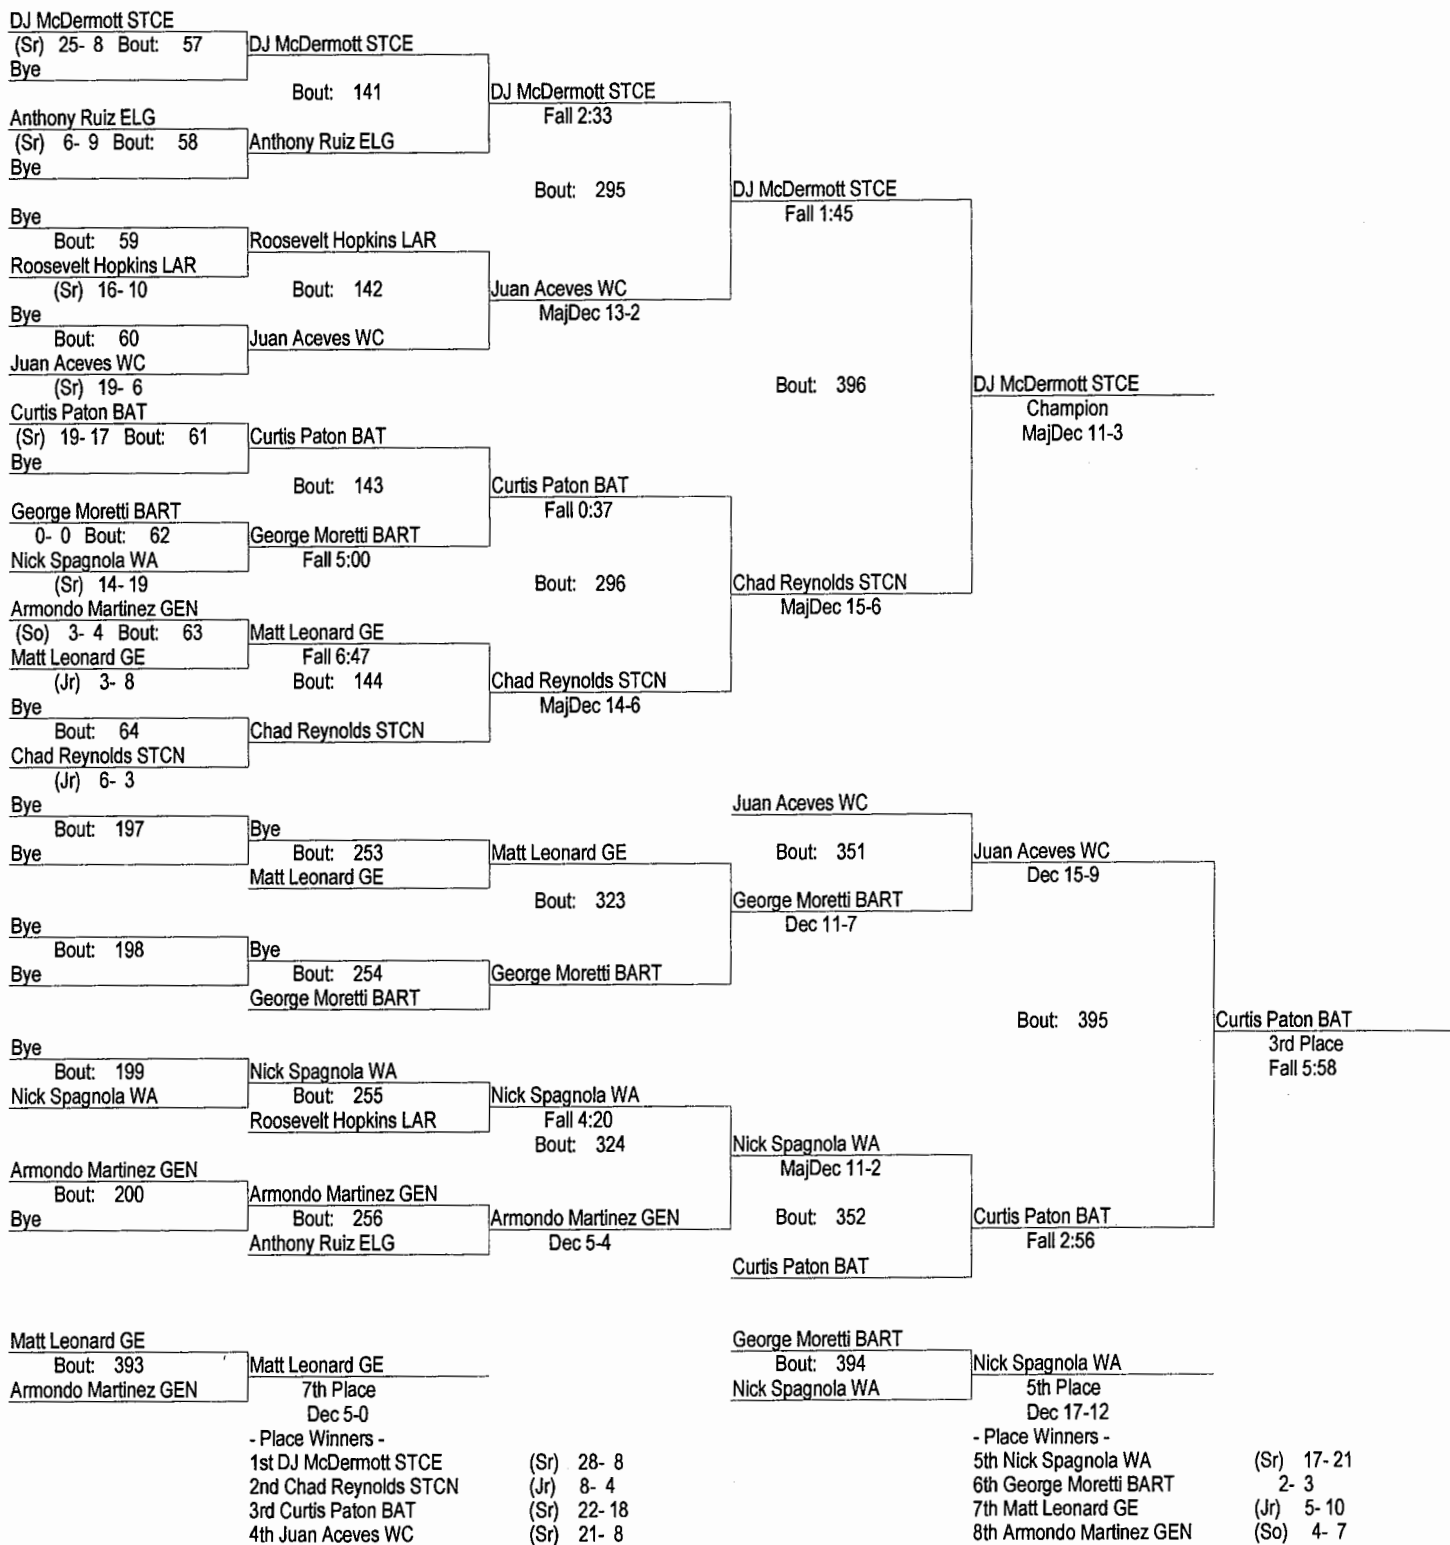 DJ McDermott STCE
(Sr) 25- 8 Bout: 57
Bye
DJ McDermott STCE
Bout: 141
Anthony Ruiz ELG
(Sr) 6- 9 Bout: 58
Bye
Anthony Ruiz ELG
DJ McDermott STCE
Fall 2:33
Bout: 295
Bye
Bout: 59
Roosevelt Hopkins LAR
(Sr) 16- 10
Roosevelt Hopkins LAR
Bout: 142
Bye
Bout: 60
Juan Aceves WC
(Sr) 19- 6
Juan Aceves WC
Juan Aceves WC
MajDec 13-2
DJ McDermott STCE
Fall 1:45
Bout: 396
DJ McDermott STCE
Champion
MajDec 11-3
Curtis Paton BAT
(Sr) 19- 17 Bout: 61
Bye
Curtis Paton BAT
Bout: 143
George Moretti BART
0- 0 Bout: 62
Nick Spagnola WA
(Sr) 14- 19
George Moretti BART
Fall 5:00
Curtis Paton BAT
Fall 0:37
Bout: 296
Armondo Martinez GEN
(So) 3- 4 Bout: 63
Matt Leonard GE
(Jr) 3- 8
Matt Leonard GE
Fall 6:47
Bout: 144
Bye
Bout: 64
Chad Reynolds STCN
(Jr) 6- 3
Chad Reynolds STCN
Chad Reynolds STCN
MajDec 14-6
Chad Reynolds STCN
MajDec 15-6
Bye
Bout: 197
Bye
Bye
Bout: 253
Matt Leonard GE
Matt Leonard GE
Bout: 323
Bye
Bout: 198
Bye
Bye
Bout: 254
George Moretti BART
George Moretti BART
Juan Aceves WC
Bout: 351
George Moretti BART
Dec 11-7
Juan Aceves WC
Dec 15-9
Bout: 395
Curtis Paton BAT
3rd Place
Fall 5:58
Bye
Bout: 199
Nick Spagnola WA
Nick Spagnola WA
Bout: 255
Roosevelt Hopkins LAR
Nick Spagnola WA
Fall 4:20
Bout: 324
Armondo Martinez GEN
Bout: 200
Bye
Armondo Martinez GEN
Bout: 256
Anthony Ruiz ELG
Armondo Martinez GEN
Dec 5-4
Nick Spagnola WA
MajDec 11-2
Bout: 352
Curtis Paton BAT
Curtis Paton BAT
Fall 2:56
Matt Leonard GE
Bout: 393
Armondo Martinez GEN
Matt Leonard GE
7th Place
Dec 5-0
George Moretti BART
Bout: 394
Nick Spagnola WA
Nick Spagnola WA
5th Place
Dec 17-12
- Place Winners -
1st DJ McDermott STCE (Sr) 28- 8
2nd Chad Reynolds STCN (Jr) 8- 4
3rd Curtis Paton BAT (Sr) 22- 18
4th Juan Aceves WC (Sr) 21- 8
- Place Winners -
5th Nick Spagnola WA (Sr) 17- 21
6th George Moretti BART 2- 3
7th Matt Leonard GE (Jr) 5- 10
8th Armondo Martinez GEN (So) 4- 7